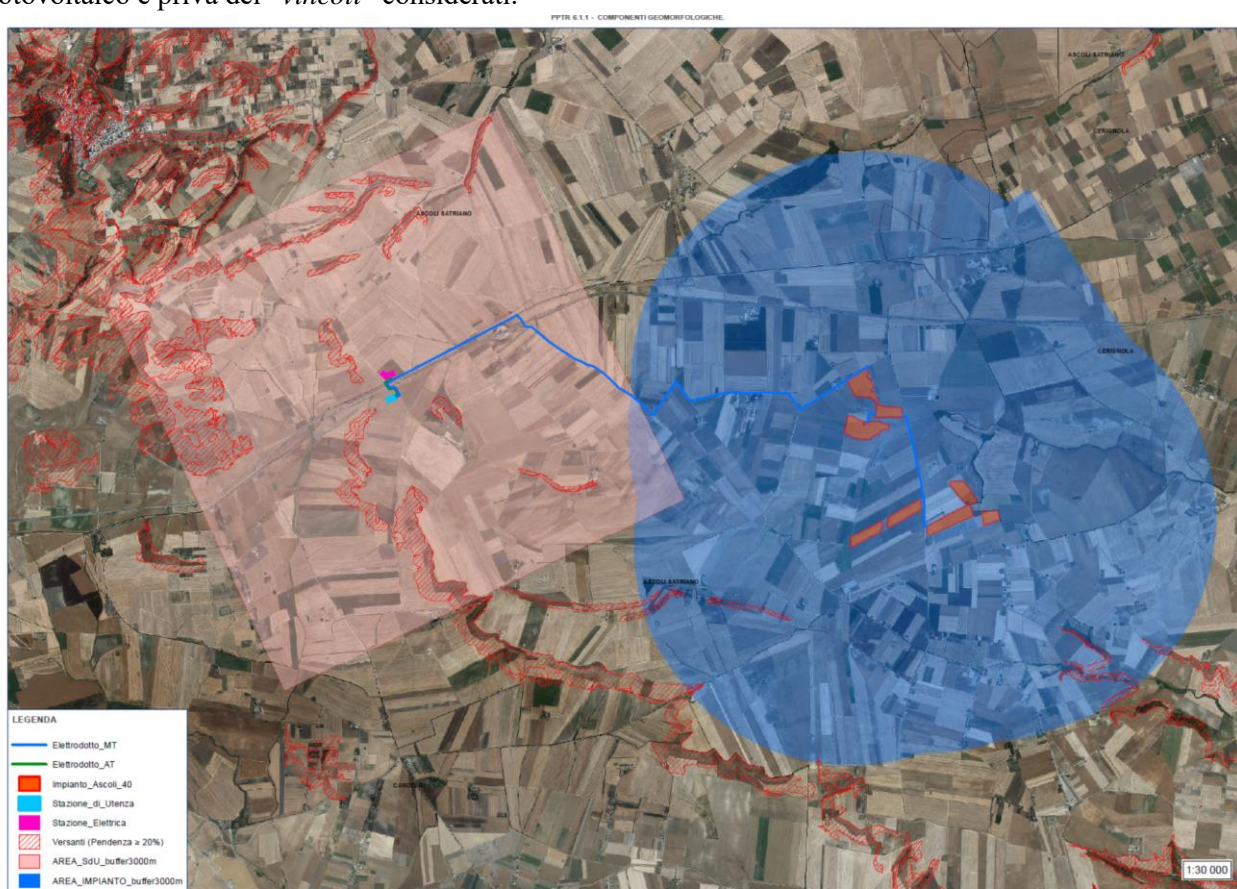 otovoltaico è priva dei "vincoli" considerati.
PPTR 6.1.1 - COMPONENTI GEOMORFOLOGICHE.
ASCOLI SATRIANO
CERIGNOLA
ASCOLI SATRIANO
CERIGNOLA
ASCOLI SATRIANO
LEGENDA
Elettrodotto_MT
Elettrodotto_AT
Impianto_Ascoli_40
Stazione_di_Utenza
Stazione_Elettrica
Versanti (Pendenza ≥ 20%)
AREA_SdU_buffer3000m
AREA_IMPIANTO_buffer3000m
1:30 000